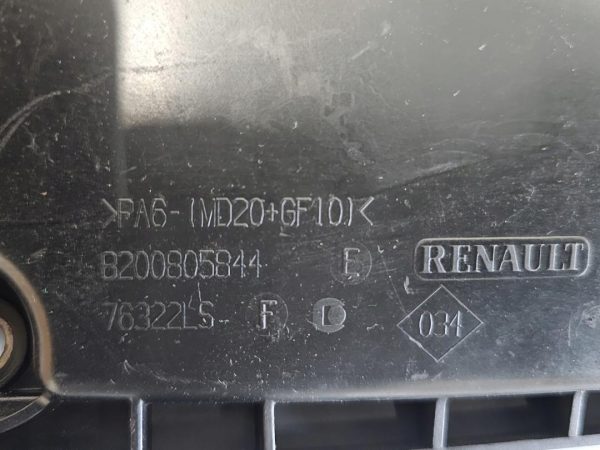 >PA6-(MD20+GF10)<
8200805844 E RENAULT
76322LS F 034